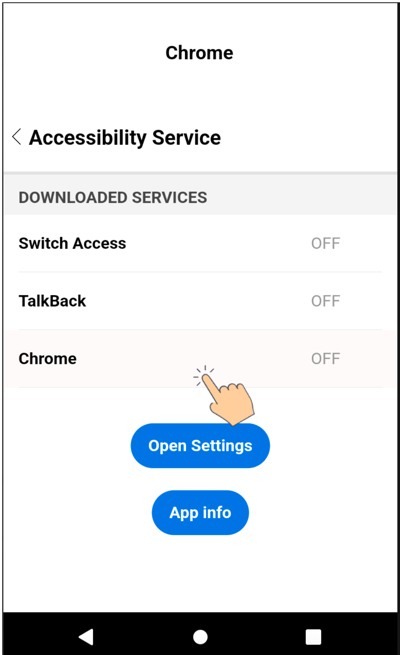 Chrome
Accessibility Service
DOWNLOADED SERVICES
Switch Access OFF
TalkBack OFF
Chrome OFF
Open Settings
App info